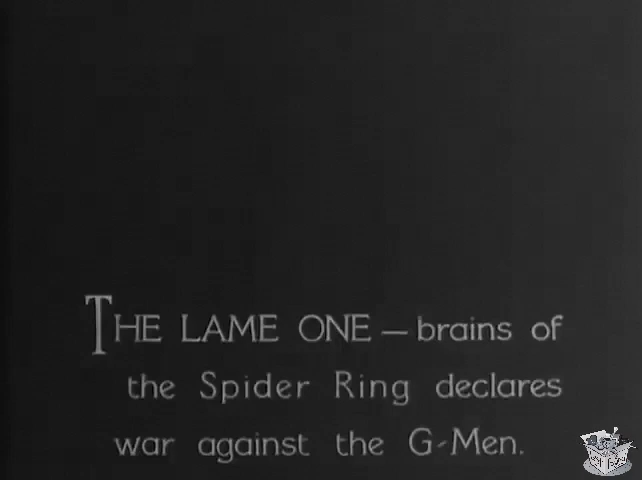 THE LAME ONE — brains of
the Spider Ring declares
war against the G-Men.